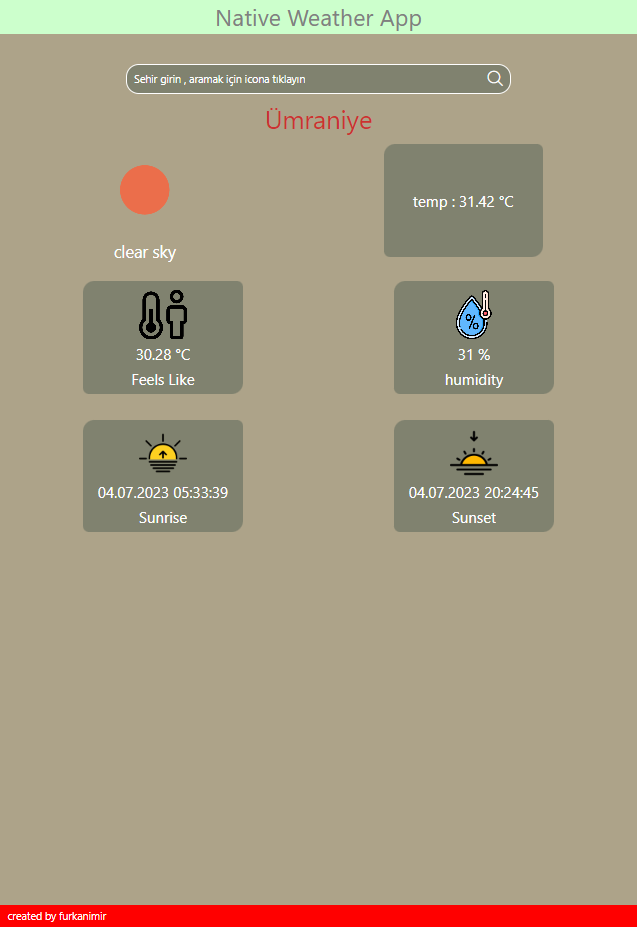 Native Weather App
Sehir girin , aramak için icona tıklayın
Ümraniye
clear sky
temp : 31.42 °C
30.28 °C
Feels Like
%
31 %
humidity
04.07.2023 05:33:39
Sunrise
04.07.2023 20:24:45
Sunset
created by furkanimir